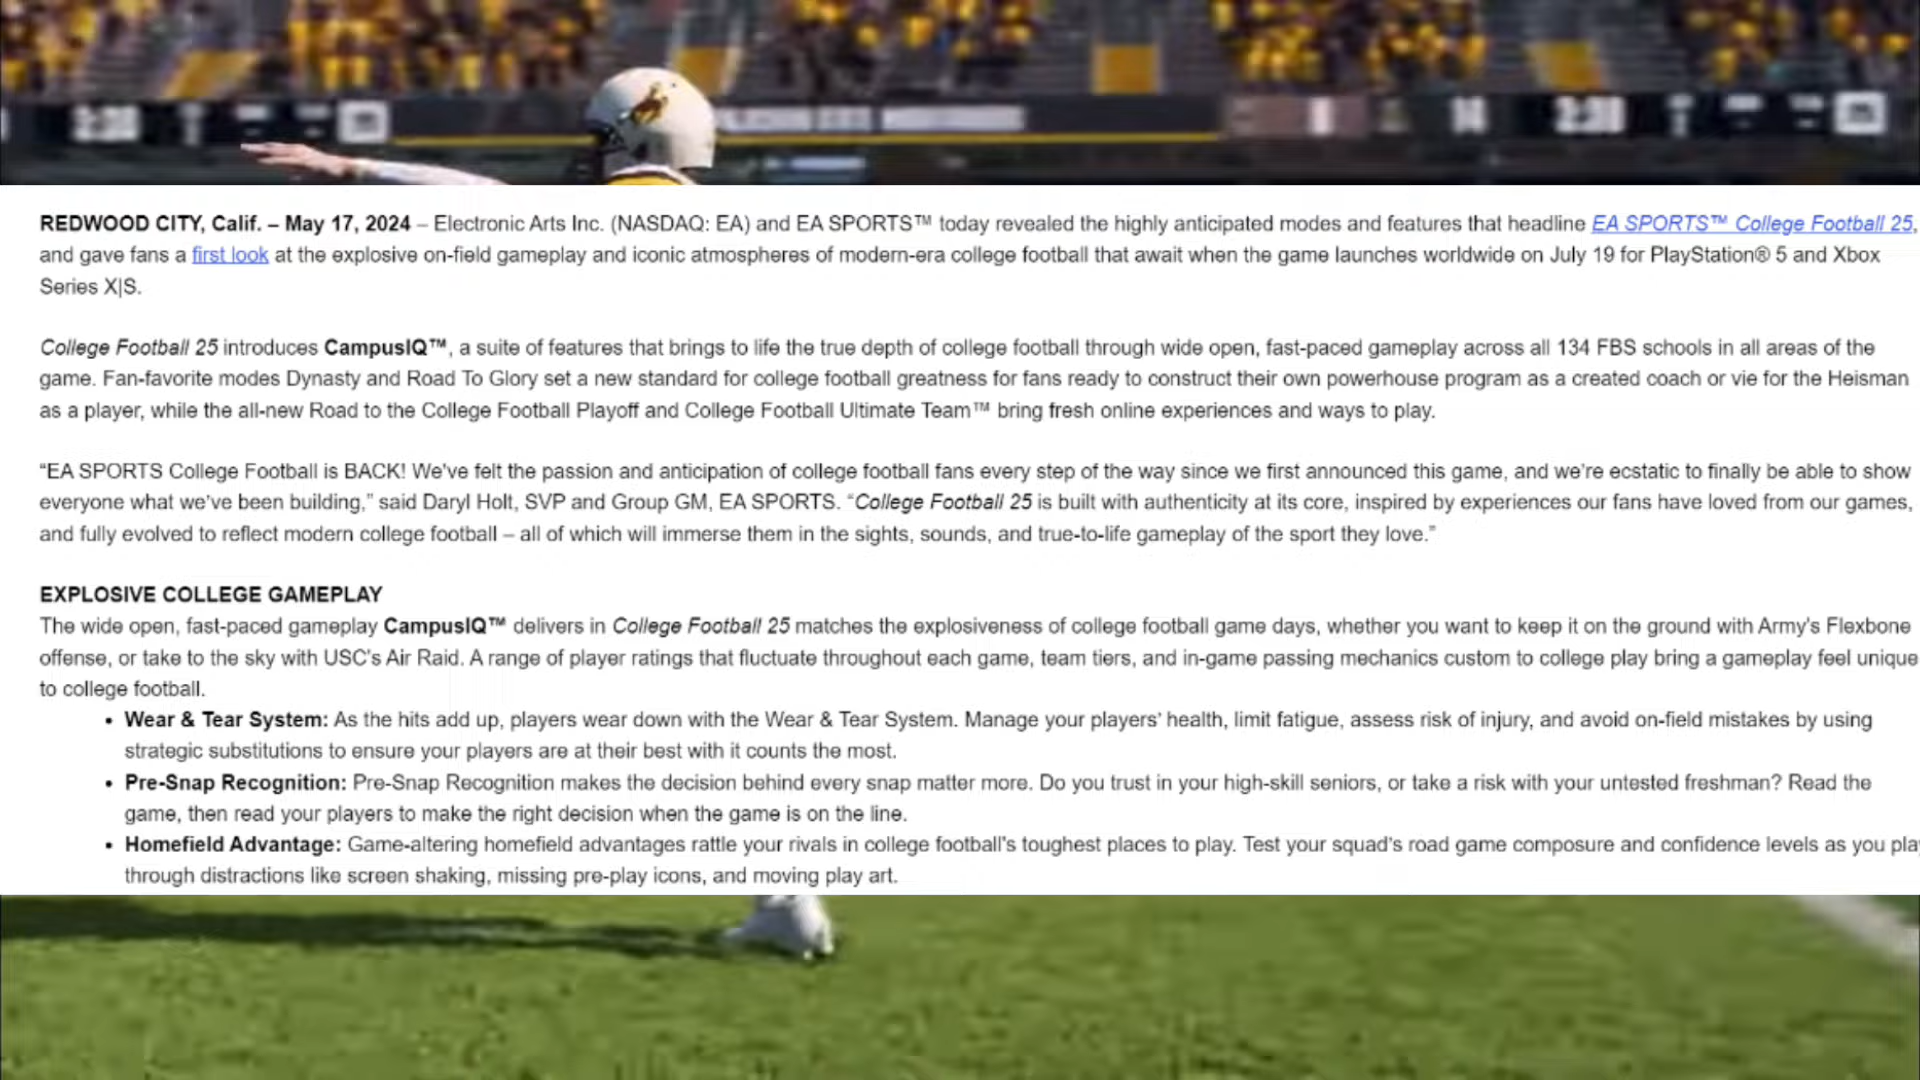 REDWOOD CITY, Calif. – May 17, 2024 – Electronic Arts Inc. (NASDAQ: EA) and EA SPORTS™ today revealed the highly anticipated modes and features that headline EA SPORTS™ College Football 25,
and gave fans a first look at the explosive on-field gameplay and iconic atmospheres of modern-era college football that await when the game launches worldwide on July 19 for PlayStation® 5 and Xbox
Series X|S.
College Football 25 introduces CampusIQ™, a suite of features that brings to life the true depth of college football through wide open, fast-paced gameplay across all 134 FBS schools in all areas of the
game. Fan-favorite modes Dynasty and Road To Glory set a new standard for college football greatness for fans ready to construct their own powerhouse program as a created coach or vie for the Heisman
as a player, while the all-new Road to the College Football Playoff and College Football Ultimate Team™ bring fresh online experiences and ways to play.
“EA SPORTS College Football is BACK! We’ve felt the passion and anticipation of college football fans every step of the way since we first announced this game, and we’re ecstatic to finally be able to show
everyone what we’ve been building,” said Daryl Holt, SVP and Group GM, EA SPORTS. “College Football 25 is built with authenticity at its core, inspired by experiences our fans have loved from our games,
and fully evolved to reflect modern college football – all of which will immerse them in the sights, sounds, and true-to-life gameplay of the sport they love.”
EXPLOSIVE COLLEGE GAMEPLAY
The wide open, fast-paced gameplay CampusIQ™ delivers in College Football 25 matches the explosiveness of college football game days, whether you want to keep it on the ground with Army’s Flexbone
offense, or take to the sky with USC’s Air Raid. A range of player ratings that fluctuate throughout each game, team tiers, and in-game passing mechanics custom to college play bring a gameplay feel unique
to college football.
• Wear & Tear System: As the hits add up, players wear down with the Wear & Tear System. Manage your players’ health, limit fatigue, assess risk of injury, and avoid on-field mistakes by using
strategic substitutions to ensure your players are at their best with it counts the most.
• Pre-Snap Recognition: Pre-Snap Recognition makes the decision behind every snap matter more. Do you trust in your high-skill seniors, or take a risk with your untested freshman? Read the
game, then read your players to make the right decision when the game is on the line.
• Homefield Advantage: Game-altering homefield advantages rattle your rivals in college football’s toughest places to play. Test your squad’s road game composure and confidence levels as you pla
through distractions like screen shaking, missing pre-play icons, and moving play art.